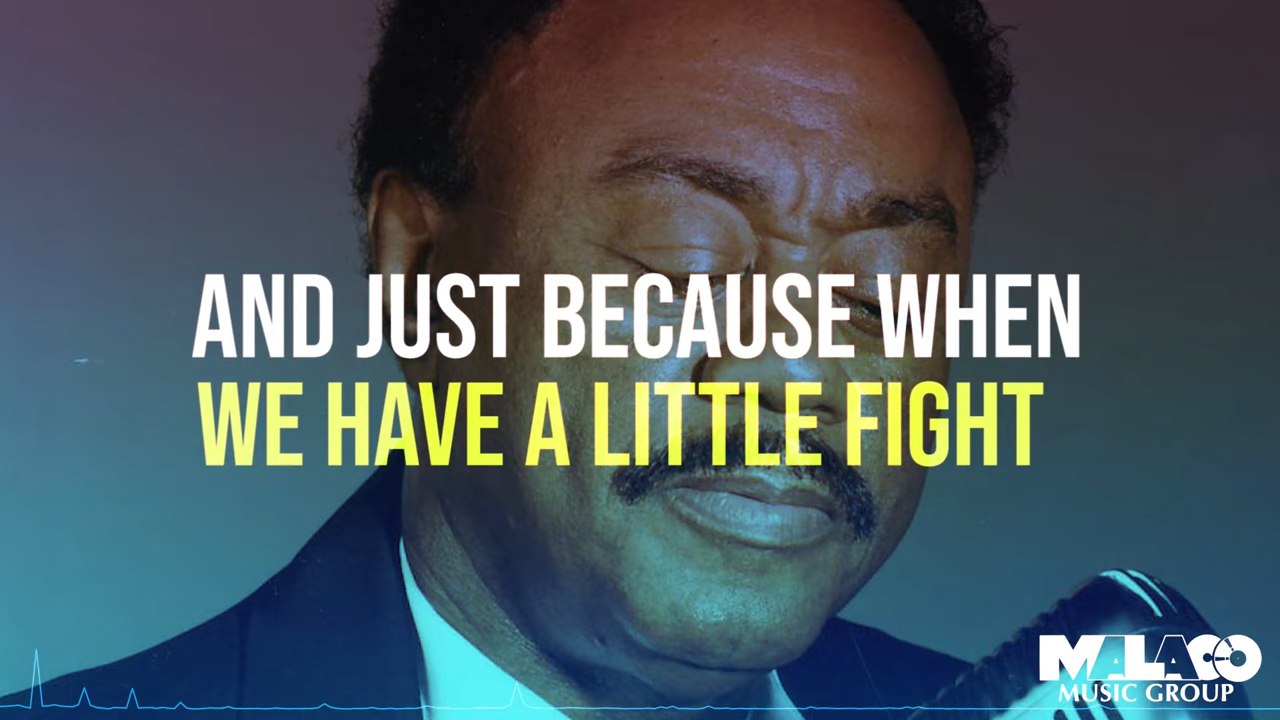 AND JUST BECAUSE WHEN
WE HAVE A LITTLE FIGHT
MALACO
MUSIC GROUP